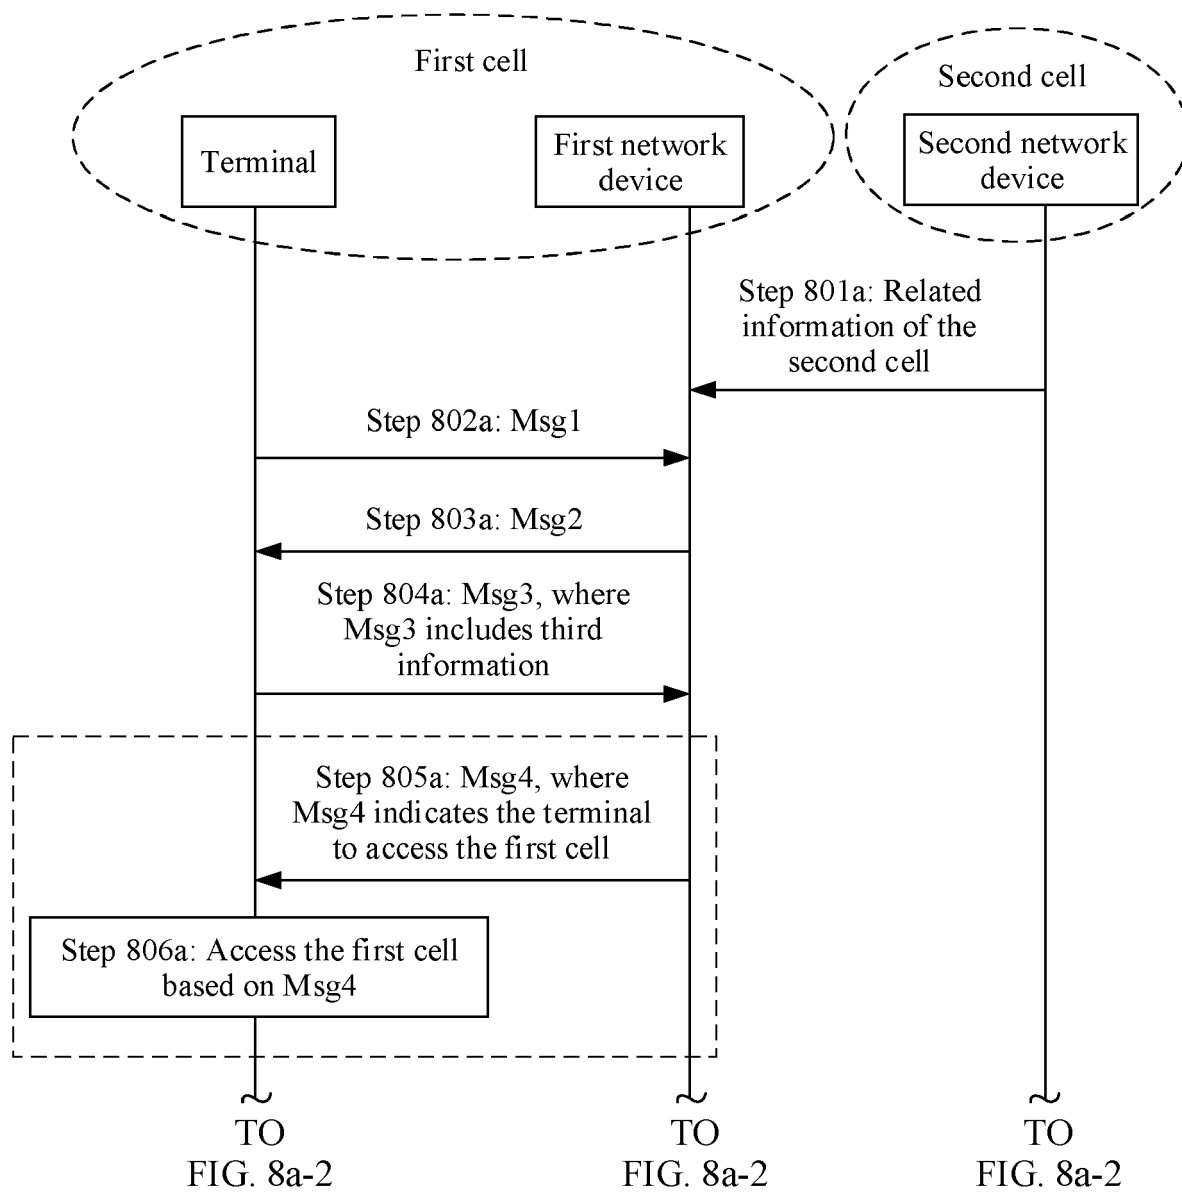 First cell
Second cell
Terminal
First network
device
Second network
device
Step 801a: Related
information of the
second cell
Step 802a: Msg1
Step 803a: Msg2
Step 804a: Msg3, where
Msg3 includes third
information
Step 805a: Msg4, where
Msg4 indicates the terminal
to access the first cell
Step 806a: Access the first cell
based on Msg4
TO
FIG. 8a-2
TO
FIG. 8a-2
TO
FIG. 8a-2